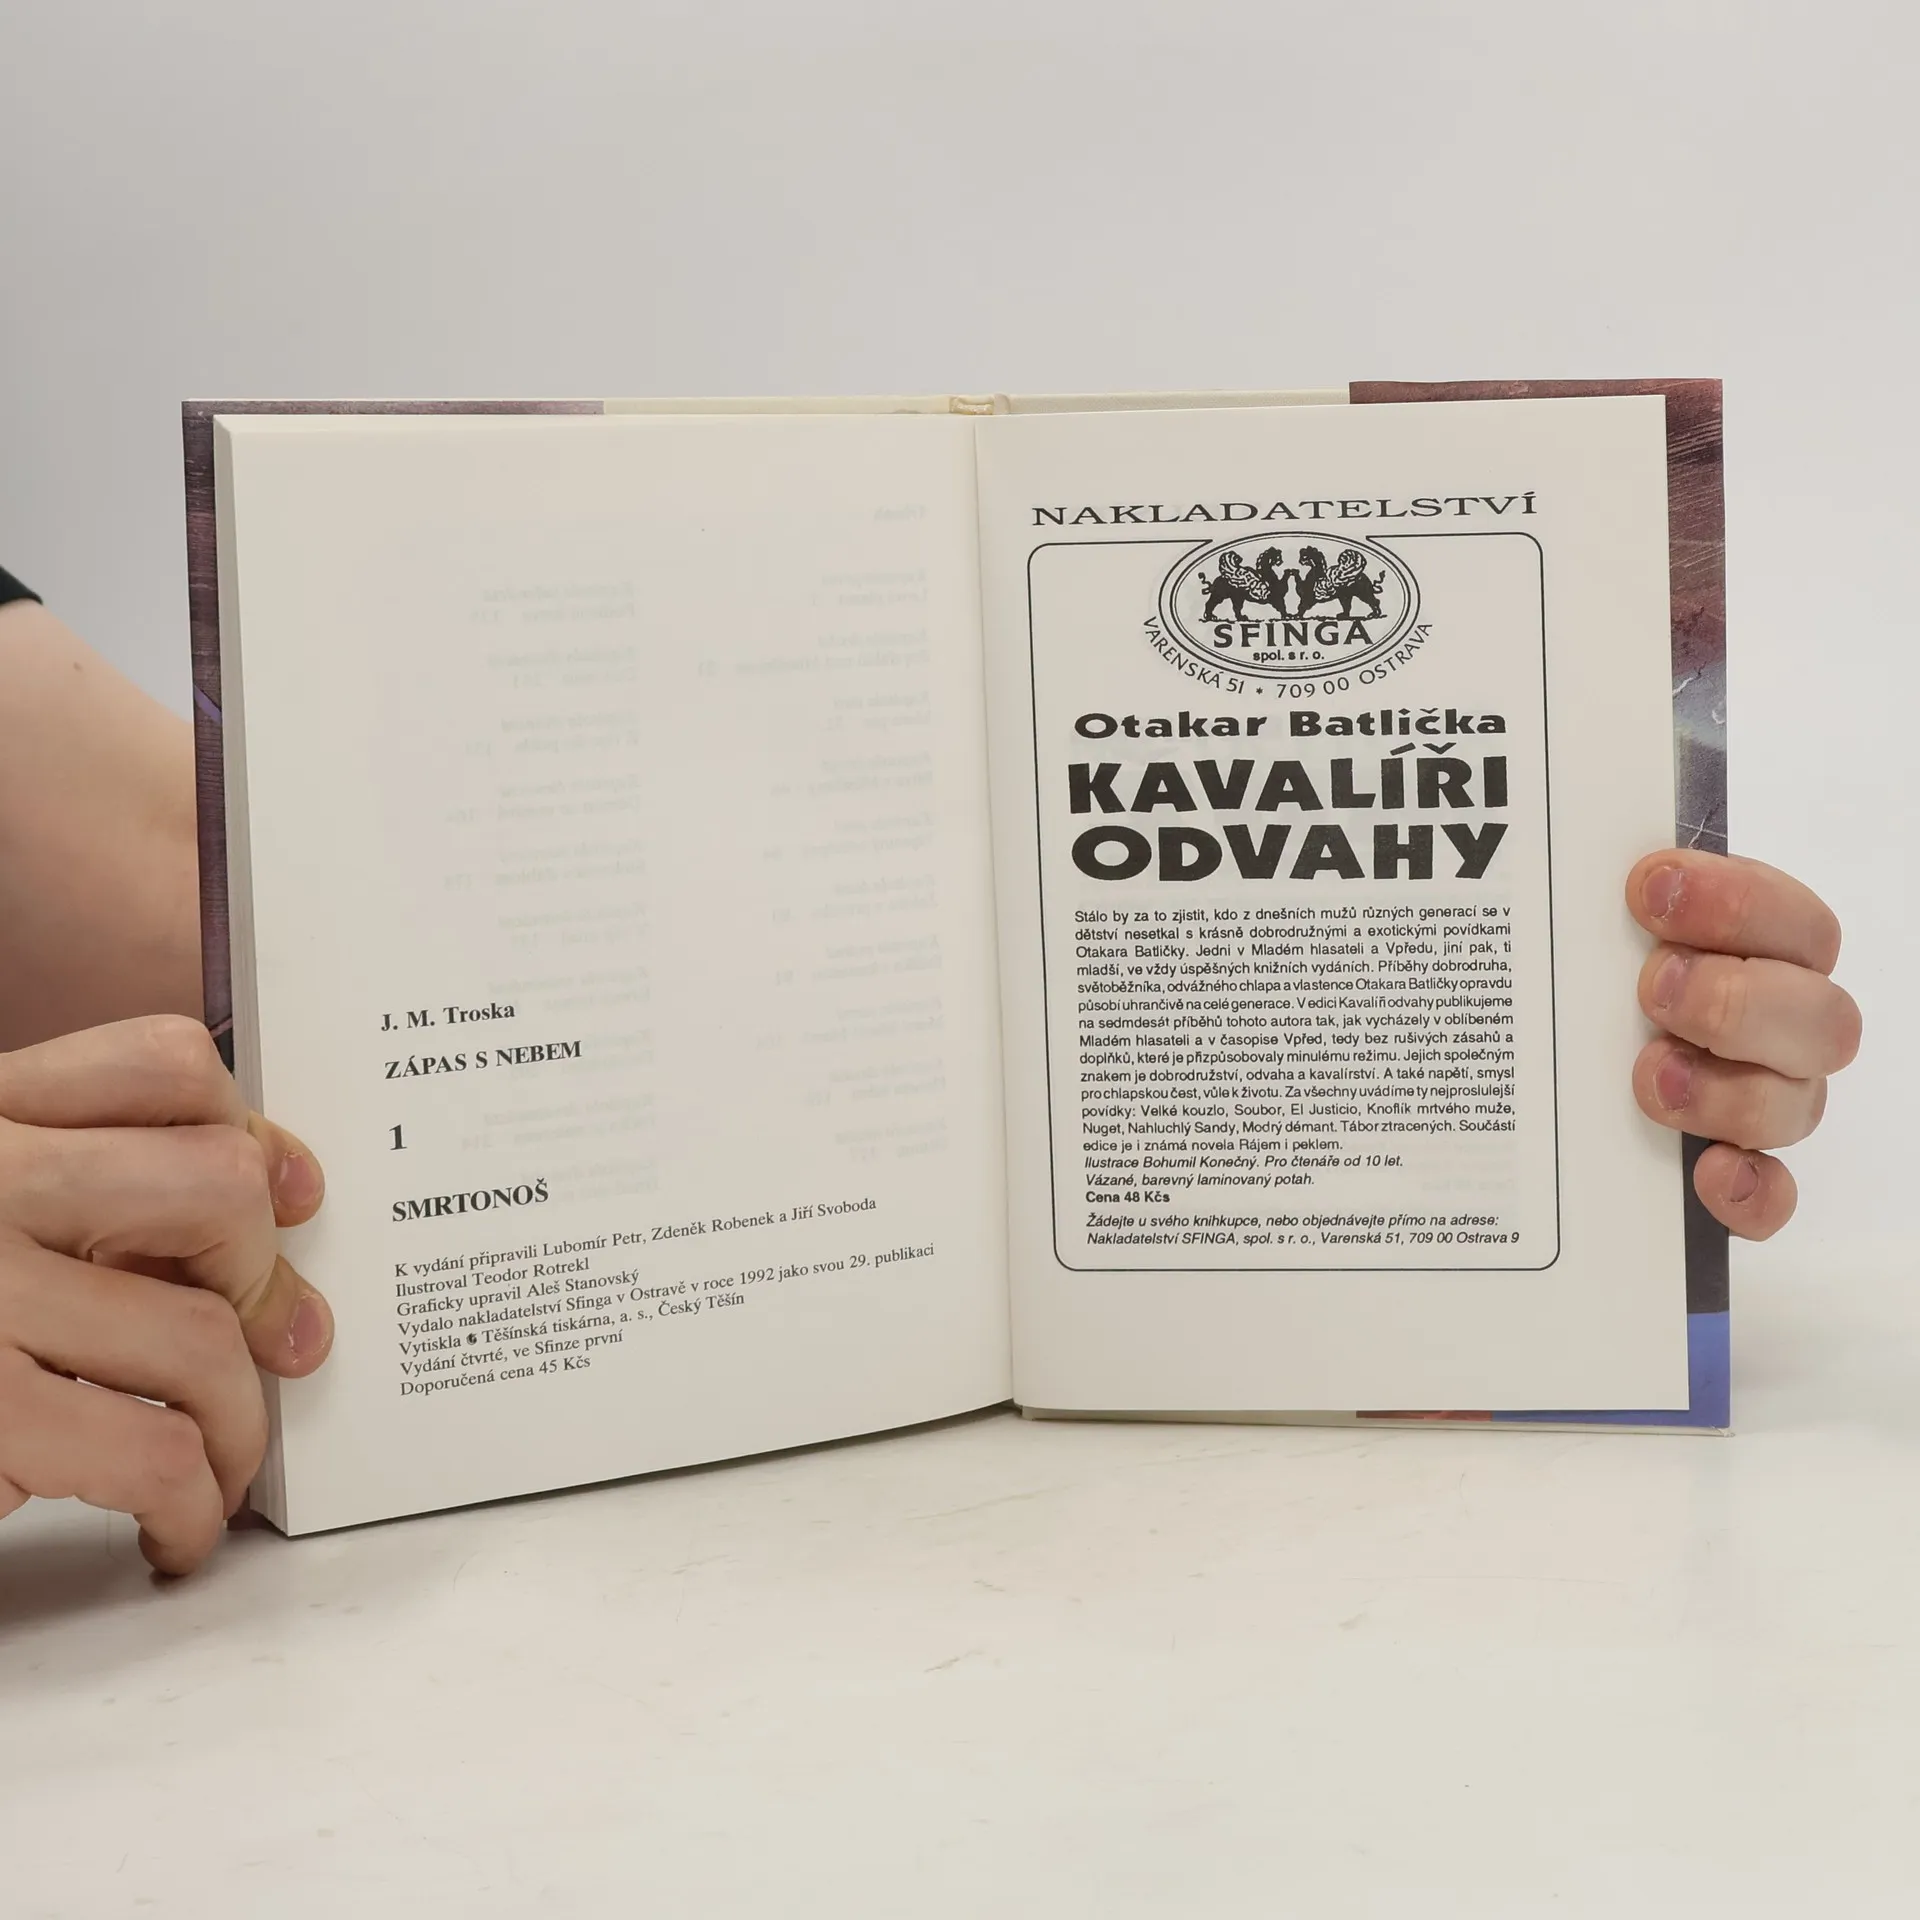 J. M. Troska
ZÁPAS S NEBEM
1
SMRTONOŠ
K vydání připravili Lubomír Petr, Zdeněk Robenek a Jiří Svoboda
Ilustroval Teodor Rotrekl
Graficky upravil Aleš Stanovský
Vydalo nakladatelství Sfinga v Ostravě v roce 1992 jako svou 29. publikaci
Vytiskla Těšínská tiskárna, a. s., Český Těšín
Vydání čtvrté, ve Sfinze první
Doporučená cena 45 Kčs
NAKLADATELSTVÍ
SFINGA
spol. s r. o.
VARENSKÁ 51 * 709 00 OSTRAVA
Otakar Batlička
KAVALÍŘI
ODVAHY
Stálo by za to zjistit, kdo z dnešních mužů různých generací se v
dětství nesetkal s krásně dobrodružnými a exotickými povídkami
Otakara Batličky. Jedni v Mladém hlasateli a Vpředu, jiní pak, ti
mladší, ve vždy úspěšných knižních vydáních. Příběhy dobrodruha,
světoběžníka, odvážného chlapa a vlastence Otakara Batličky opravdu
působí uhrančivě na celé generace. V edici Kavalíři odvahy publikujeme
na sedmdesát příběhů tohoto autora tak, jak vycházely v oblíbeném
Mladém hlasateli a v časopise Vpřed, tedy bez rušivých zásahů a
doplňků, které je přizpůsobovaly minulému režimu. Jejich společným
znakem je dobrodružství, odvaha a kavalírství. A také napětí, smysl
pro chlapskou čest, vůle k životu. Za všechny uvádíme ty nejproslulejší
povídky: Velké kouzlo, Soubor, El Justicio, Knoflík mrtvého muže,
Nuget, Nahluchlý Sandy, Modrý démant. Tábor ztracených. Součástí
edice je i známá novela Rájem i peklem.
Ilustrace Bohumil Konečný. Pro čtenáře od 10 let.
Vázané, barevný laminovaný potah.
Cena 48 Kčs
Žádejte u svého knihkupce, nebo objednávejte přímo na adrese:
Nakladatelství SFINGA, spol. s r. o., Varenská 51, 709 00 Ostrava 9